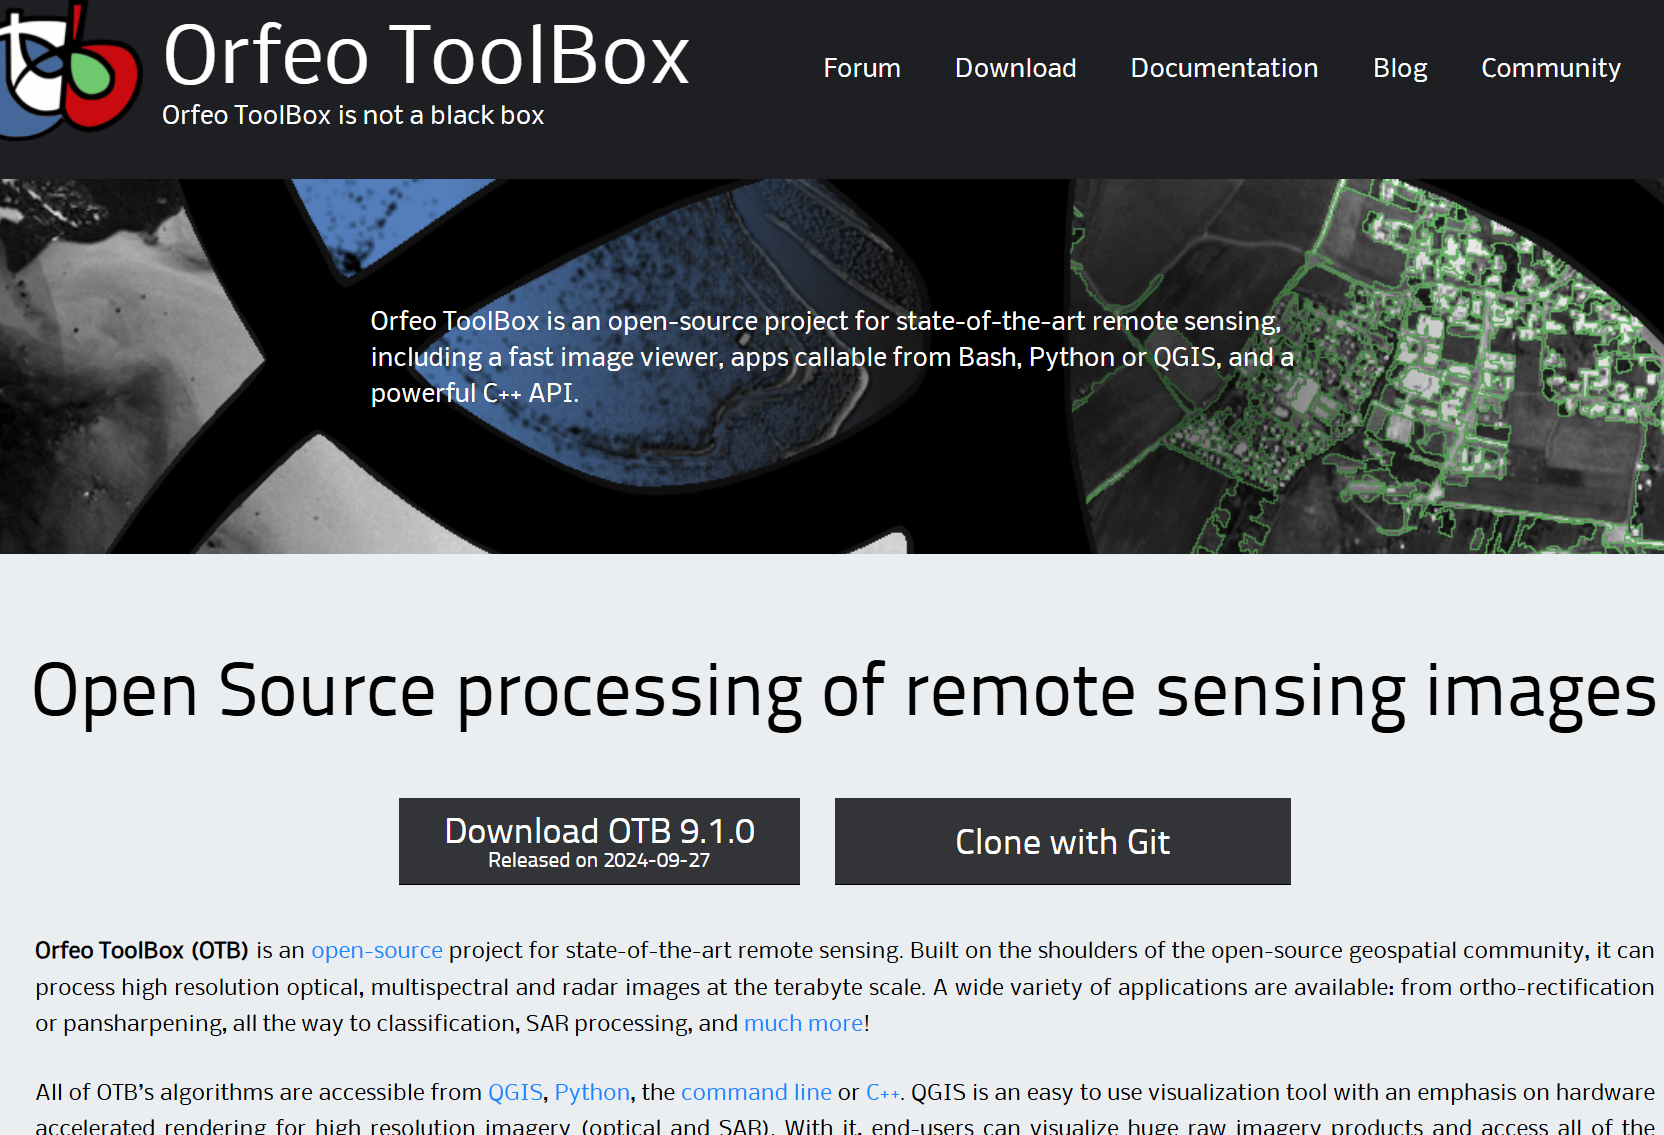 Orfeo ToolBox
Orfeo ToolBox is not a black box
Forum Download Documentation Blog Community
Orfeo ToolBox is an open-source project for state-of-the-art remote sensing,
including a fast image viewer, apps callable from Bash, Python or QGIS, and a
powerful C++ API.
Open Source processing of remote sensing images
Download OTB 9.1.0
Released on 2024-09-27
Clone with Git
Orfeo ToolBox (OTB) is an open-source project for state-of-the-art remote sensing. Built on the shoulders of the open-source geospatial community, it can
process high resolution optical, multispectral and radar images at the terabyte scale. A wide variety of applications are available: from ortho-rectification
or pansharpening, all the way to classification, SAR processing, and much more!
All of OTB's algorithms are accessible from QGIS, Python, the command line or C++. QGIS is an easy to use visualization tool with an emphasis on hardware
accelerated rendering for high resolution imagery (optical and SAR). With it, end-users can visualize huge raw imagery products and access all of the